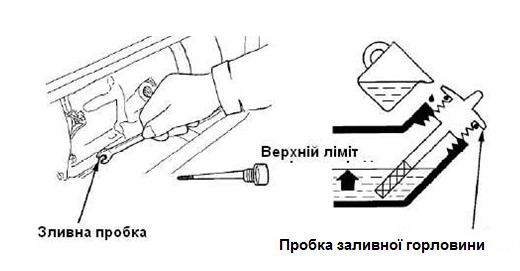 Верхній ліміт
Зливна пробка
Пробка заливної горловини